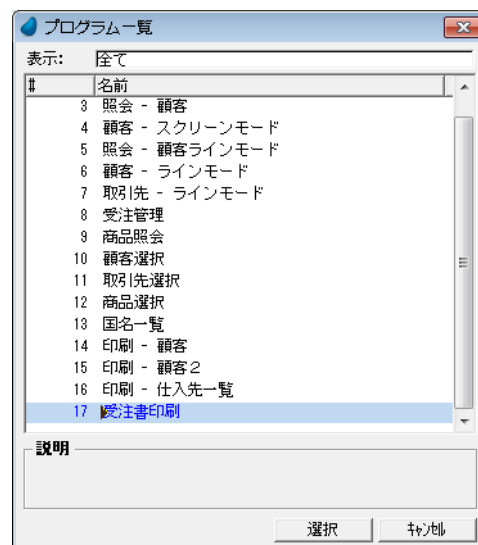 プログラム一覧
表示: 全て
# 名前
3 照会 - 顧客
4 顧客 - スクリーンモード
5 照会 - 顧客ラインモード
6 顧客 - ラインモード
7 取引先 - ラインモード
8 受注管理
9 商品照会
10 顧客選択
11 取引先選択
12 商品選択
13 国名一覧
14 印刷 - 顧客
15 印刷 - 顧客2
16 印刷 - 仕入先一覧
17 受注書印刷
説明
選択 キャンセル